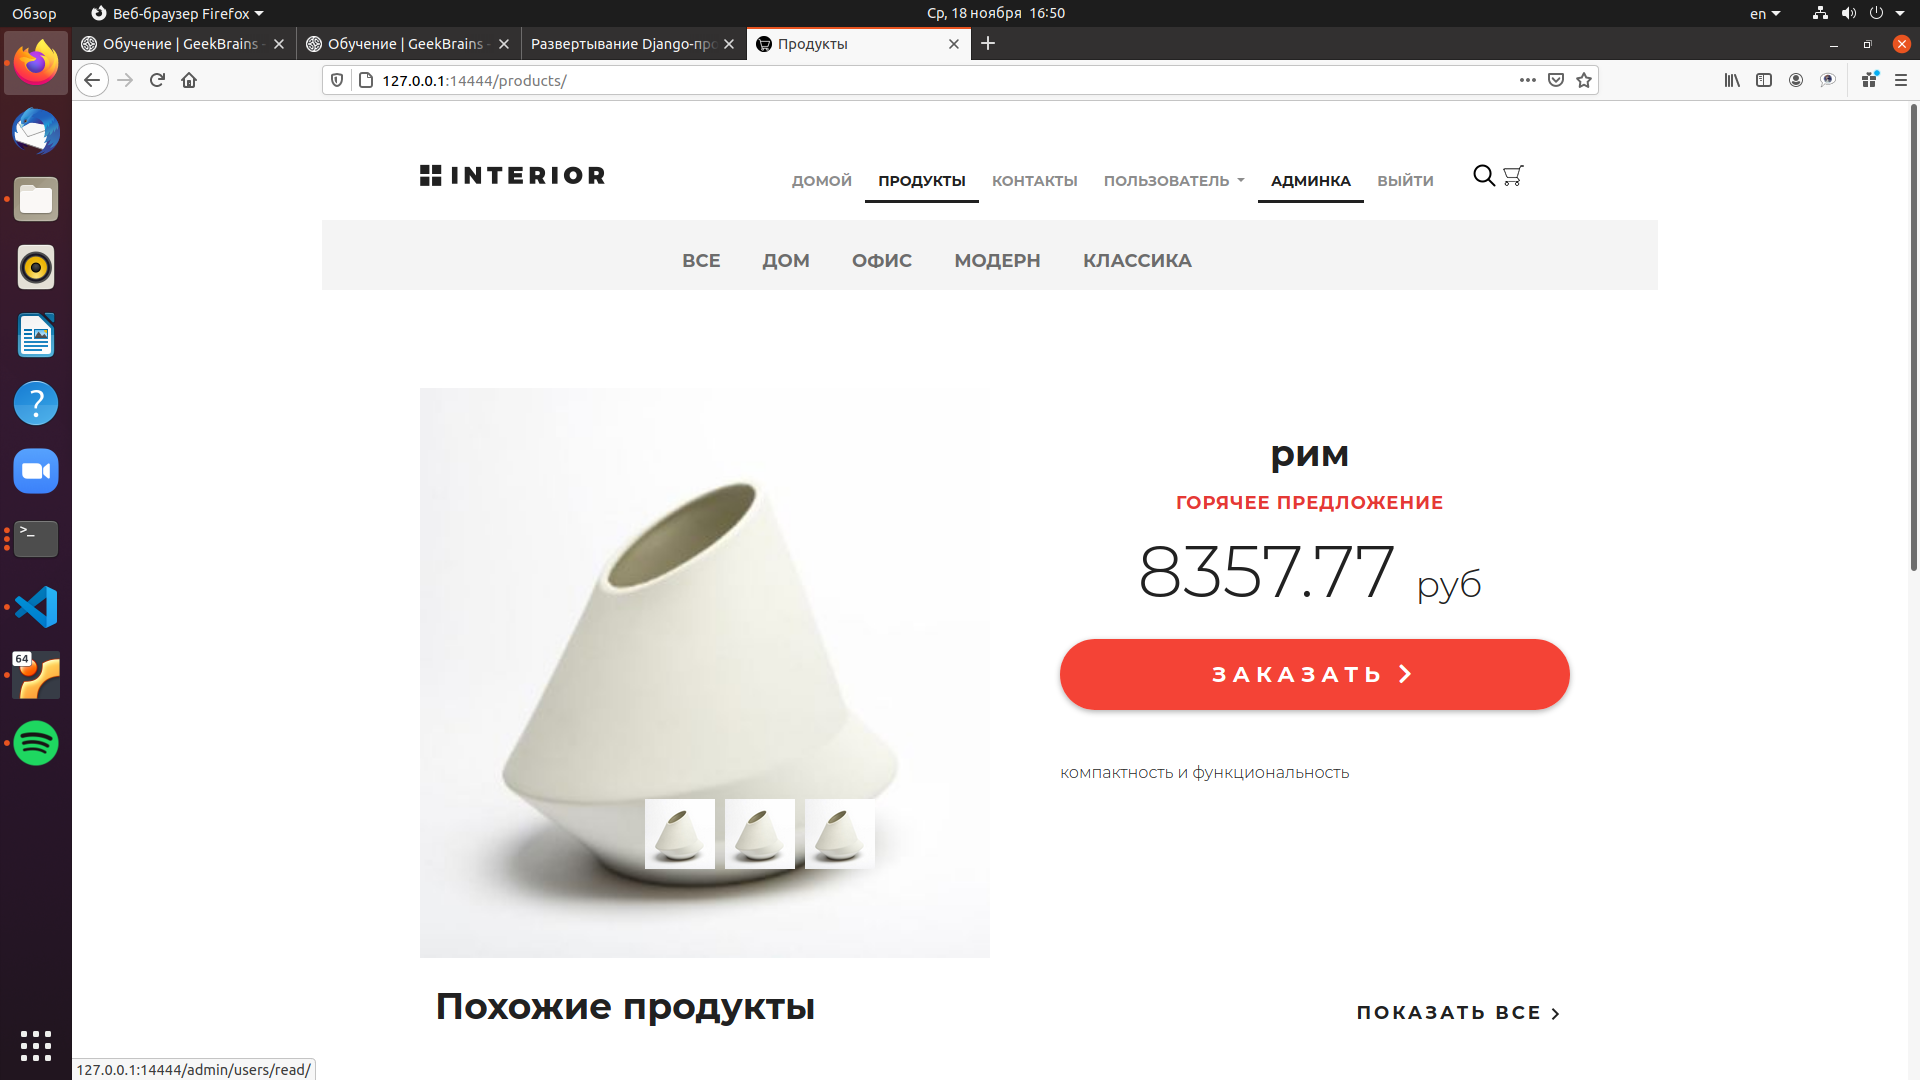 Обзор
Веб-браузер Firefox
Ср, 18 ноября 16:50
en
Обучение | GeekBrains -
Обучение | GeekBrains -
Развертывание Django-про
Продукты
127.0.0.1:14444/products/
INTERIOR
ДОМОЙ
ПРОДУКТЫ
КОНТАКТЫ
ПОЛЬЗОВАТЕЛЬ
АДМИНКА
ВЫЙТИ
ВСЕ
ДОМ
ОФИС
МОДЕРН
КЛАССИКА
рим
ГОРЯЧЕЕ ПРЕДЛОЖЕНИЕ
8357.77 руб
ЗАКАЗАТЬ
компактность и функциональность
Похожие продукты
ПОКАЗАТЬ ВСЕ
?
>_
64
127.0.0.1:14444/admin/users/read/